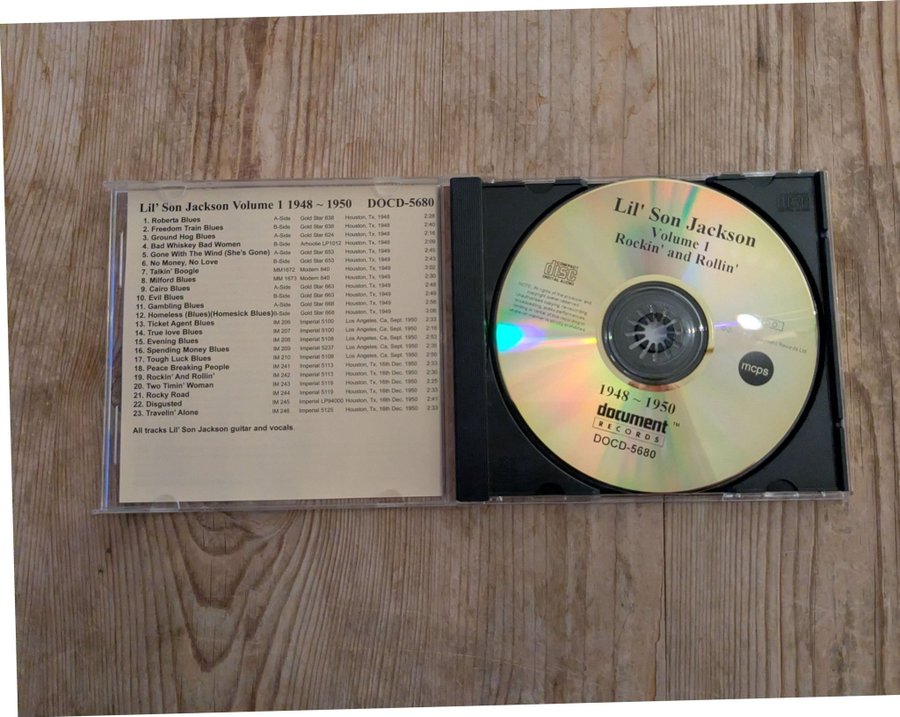 Lil' Son Jackson Volume 1 1948 ~ 1950 DOCD-5680
1. Roberta Blues A-Side Gold Star 638 Houston, Tx, 1948 2:28
2. Freedom Train Blues B-Side Gold Star 638 Houston, Tx, 1948 2:40
3. Ground Hog Blues A-Side Gold Star 624 Houston, Tx, 1948 2:16
4. Bad Whiskey Bad Women B-Side Arhoolie LP1012 Houston, Tx, 1948 2:09
5. Gone With The Wind (She's Gone) A-Side Gold Star 653 Houston, Tx, 1949 2:45
6. No Money, No Love B-Side Gold Star 653 Houston, Tx, 1949 2:43
7. Talkin' Boogie MM1672 Modern 840 Houston, Tx, 1949 3:02
8. Milford Blues MM 1673 Modern 840 Houston, Tx, 1949 2:30
9. Cairo Blues A-Side Gold Star 663 Houston, Tx, 1949 2:48
10. Evil Blues B-Side Gold Star 663 Houston, Tx, 1949 2:49
11. Gambling Blues A-Side Gold Star 668 Houston, Tx, 1949 2:56
12. Homeless (Blues)(Homesick Blues) B-Side Gold Star 668 Houston, Tx, 1949 3:08
13. Ticket Agent Blues IM 206 Imperial 5100 Los Angeles, Ca, Sept. 1950 2:33
14. True love Blues IM 207 Imperial 5100 Los Angeles, Ca, Sept. 1950 2:16
15. Evening Blues IM 208 Imperial 5108 Los Angeles, Ca, Sept. 1950 2:53
16. Spending Money Blues IM 209 Imperial 5237 Los Angeles, Ca, Sept. 1950 2:35
17. Tough Luck Blues IM 210 Imperial 5108 Los Angeles, Ca, Sept. 1950 2:50
18. Peace Breaking People IM 241 Imperial 5113 Houston, Tx, 16th Dec. 1950 2:33
19. Rockin' And Rollin' IM 242 Imperial 5113 Houston, Tx, 16th Dec. 1950 2:30
20. Two Timin' Woman IM 243 Imperial 5119 Houston, Tx, 16th Dec. 1950 2:25
21. Rocky Road IM 244 Imperial 5119 Houston, Tx, 16th Dec. 1950 2:33
22. Disgusted IM 245 Imperial LP94000 Houston, Tx, 16th Dec. 1950 2:41
23. Travelin' Alone IM 246 Imperial 5125 Houston, Tx, 16th Dec. 1950 2:33
All tracks Lil' Son Jackson guitar and vocals
Lil' Son Jackson
Volume 1
Rockin' and Rollin'
COMPACT
disc
DIGITAL AUDIO
mcps
1948 ~ 1950
document ™
RECORDS
DOCD-5680